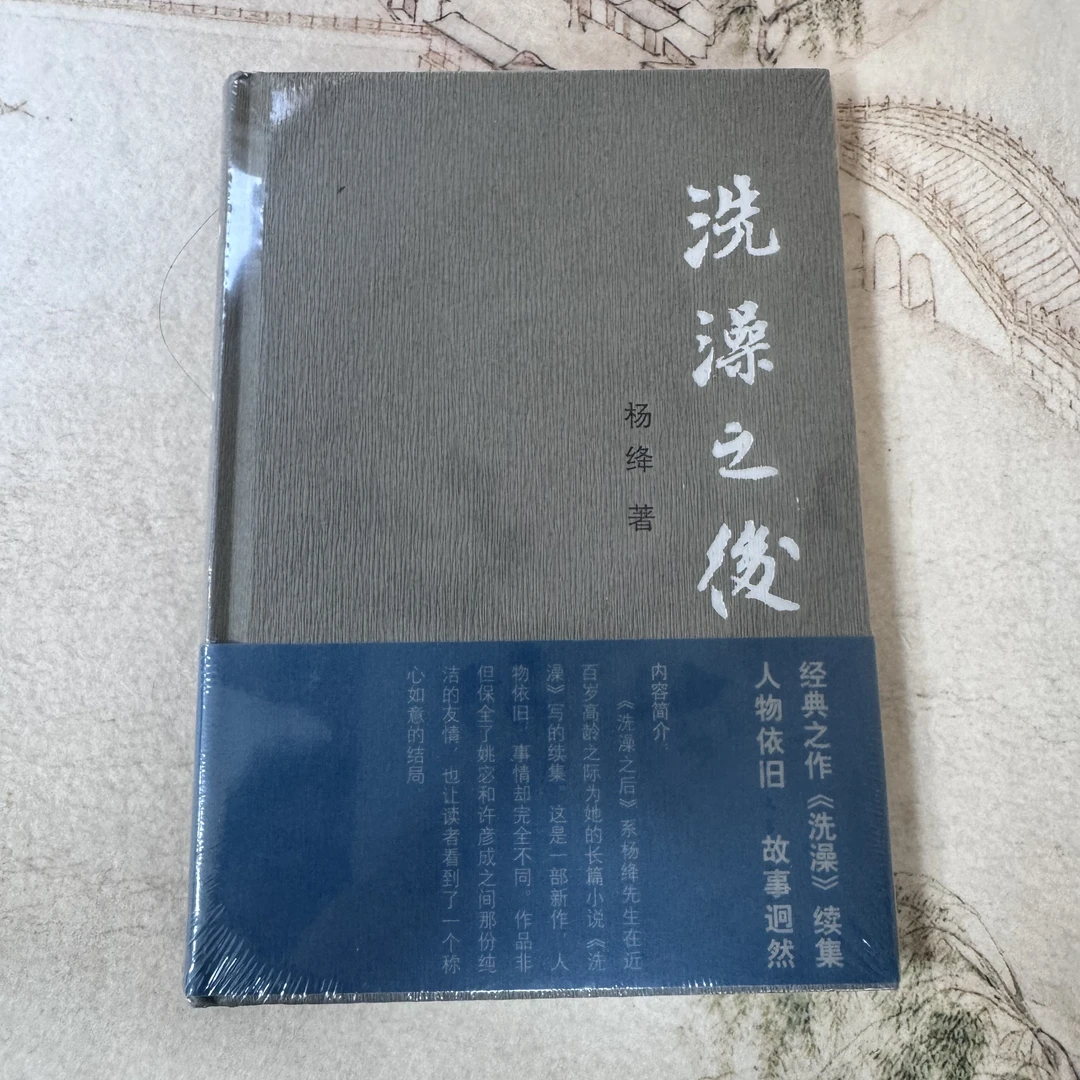 洗澡之後
杨绛 著
经典之作《洗澡》续集
人物依旧 故事迥然
内容简介:
《洗澡之后》系杨绛先生在近
百岁高龄之际为她的长篇小说《洗
澡》写的续集。这是一部新作,人
物依旧,事情却完全不同。作品非
但保全了姚宓和许彦成之间那份纯
洁的友情,也让读者看到了一个称
心如意的结局